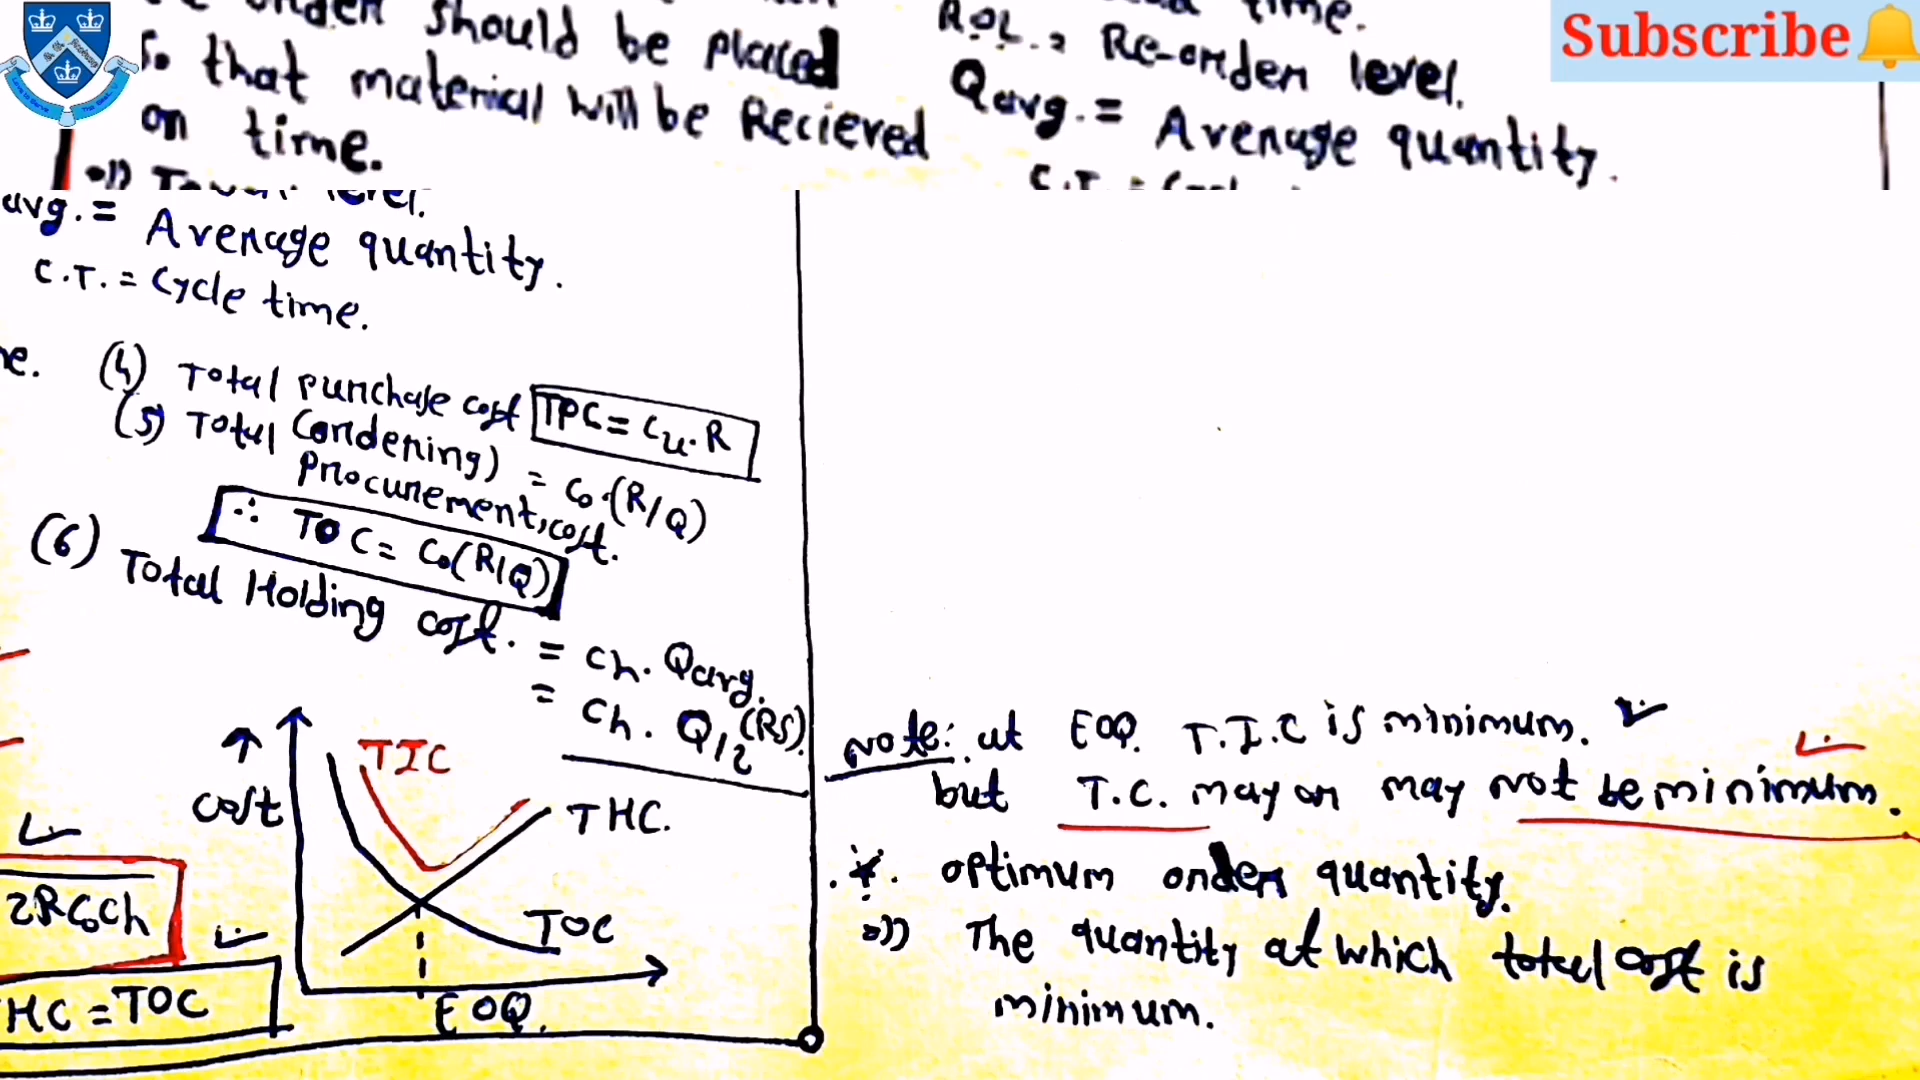 order should be placed
So that material will be Recieved
on time.
time.
R.O.L. = Re-order level.
Qavg. = Average quantity.
Subscribe
level.
avg. = Average quantity.
C.T. = Cycle time.
(4) Total purchase cost TPC = Cu.R
(5) Total (ordering) = Co.(R/Q)
procurement, cost.
∴ TOC = Co(R/Q)
(6) Total Holding cost. = Ch. Qavg.
= Ch. Q/2 (RS).
↑
cost
TIC
THC.
TOC
EOQ.
2RCoCh
HC = TOC
Note: at EOQ. T.I.C is minimum.
but T.C. may or may not be minimum.
* optimum order quantity.
The quantity at which total cost is
minimum.